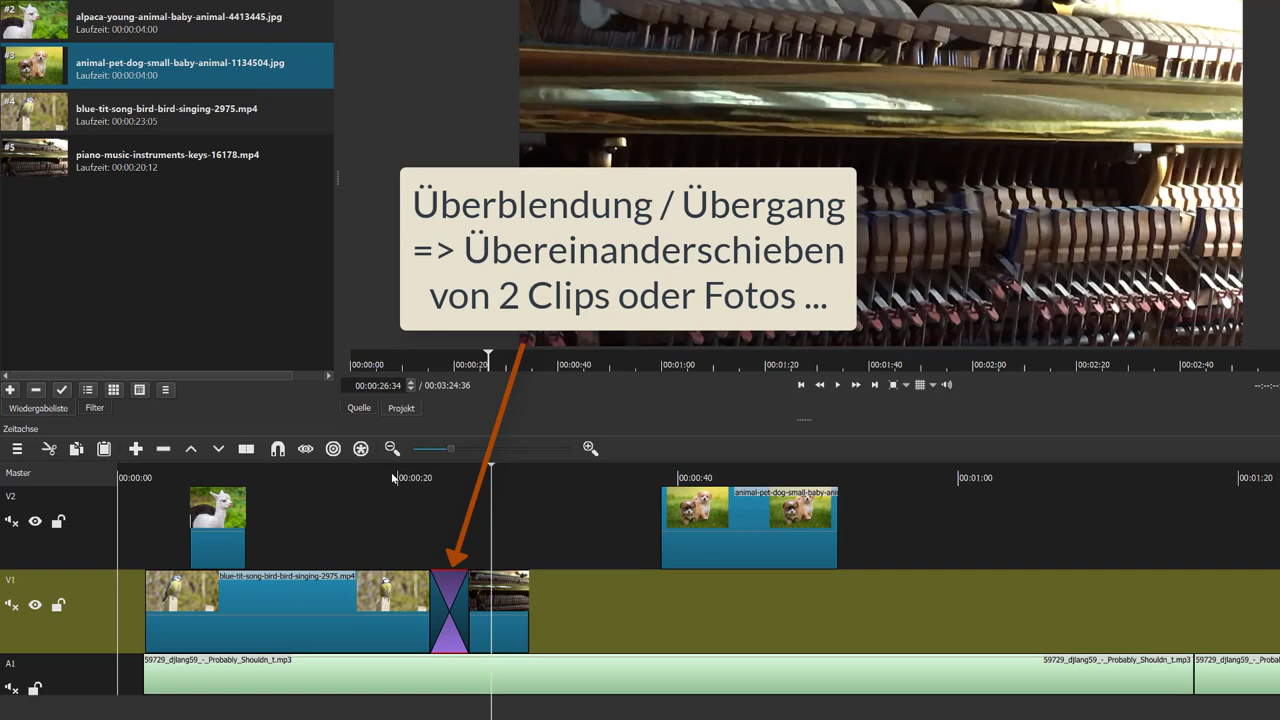 #2
alpaca-young-animal-baby-animal-4413445.jpg
Laufzeit: 00:00:04:00
#3
animal-pet-dog-small-baby-animal-1134504.jpg
Laufzeit: 00:00:04:00
#4
blue-tit-song-bird-bird-singing-2975.mp4
Laufzeit: 00:00:23:05
#5
piano-music-instruments-keys-16178.mp4
Laufzeit: 00:00:20:12
Überblendung / Übergang
=> Übereinanderschieben
von 2 Clips oder Fotos ...
|00:00:00 |00:00:20 |00:00:40 |00:01:00 |00:01:20 |00:01:40 |00:02:00 |00:02:20 |00:02:40
00:00:26:34 / 00:03:24:36 --:--:--
Wiedergabeliste Filter Quelle Projekt
Zeitachse
Master |00:00:00 |00:00:20 |00:00:40 |00:01:00 |00:01:20
V2
animal-pet-dog-small-baby-ani
V1
blue-tit-song-bird-bird-singing-2975.mp4
A1
59729_djlang59_-_Probably_Shouldn_t.mp3 59729_djlang59_-_Probably_Shouldn_t.mp3 59729_djlang59_-_Probab